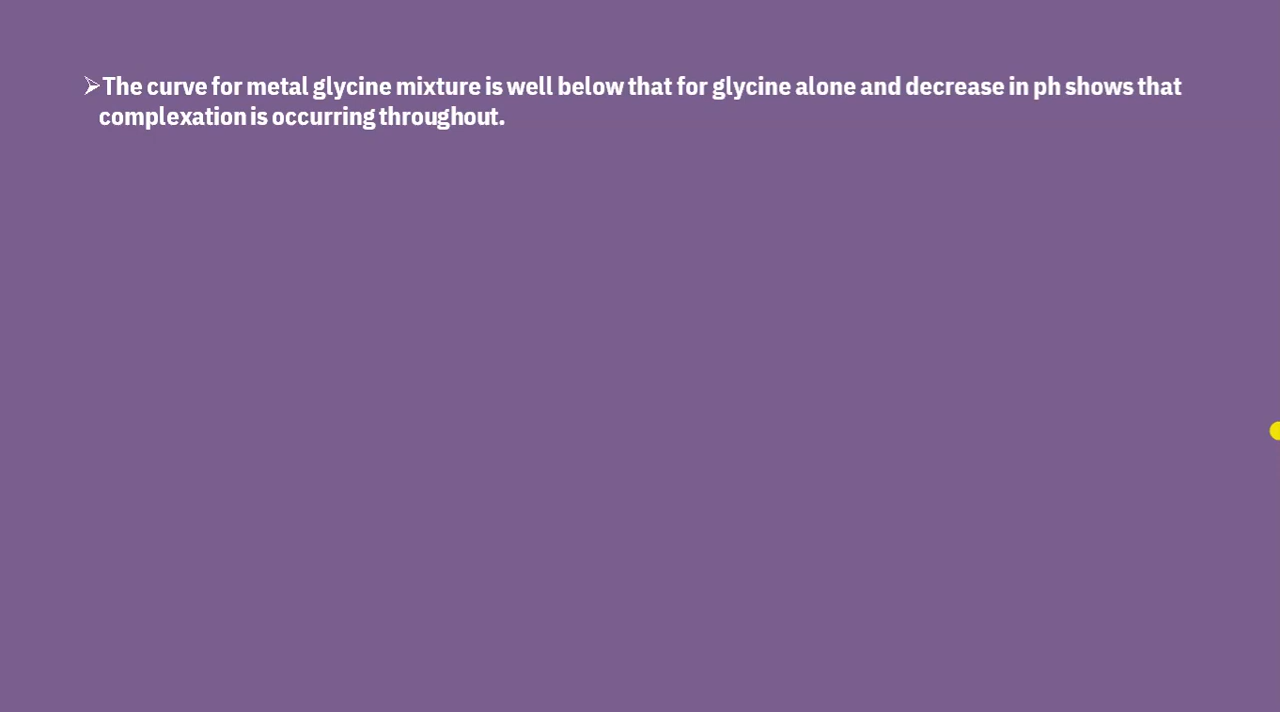 ➢The curve for metal glycine mixture is well below that for glycine alone and decrease in ph shows that
complexation is occurring throughout.